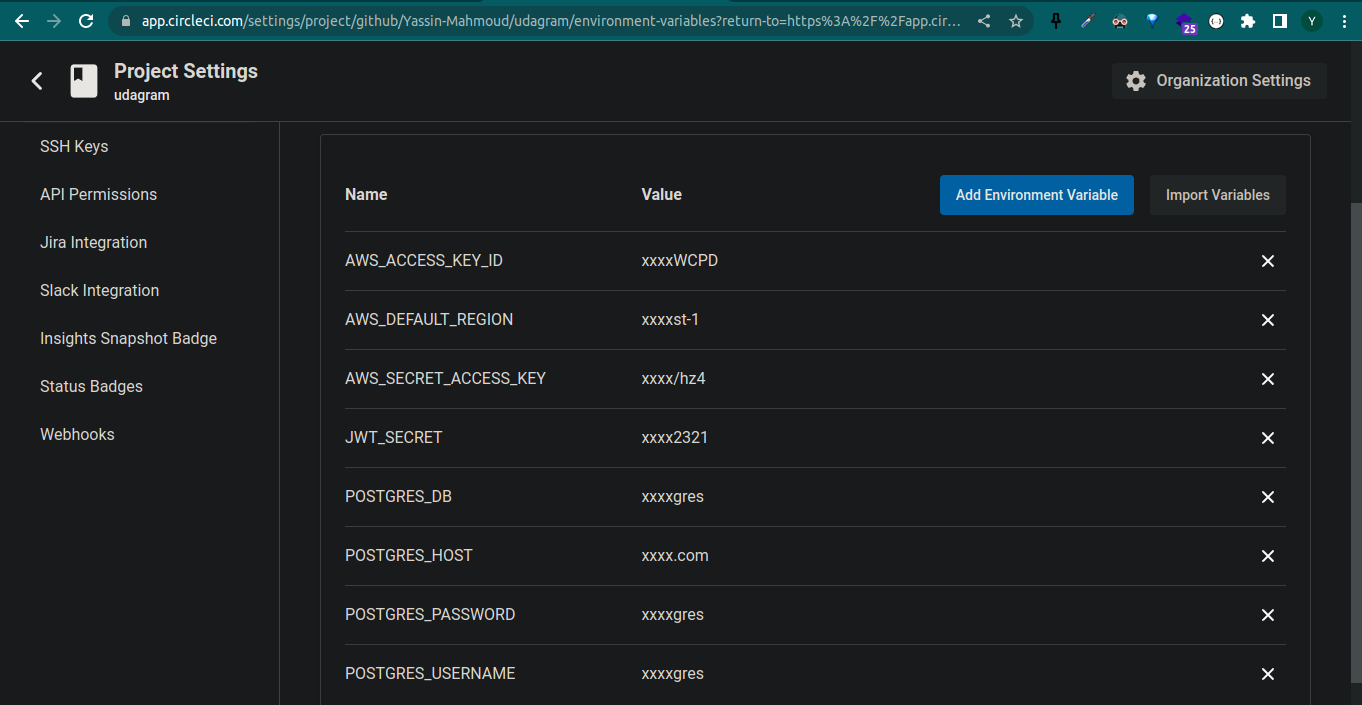 app.circleci.com/settings/project/github/Yassin-Mahmoud/udagram/environment-variables?return-to=https%3A%2F%2Fapp.cir...
25
Y
Project Settings
udagram
Organization Settings
SSH Keys
API Permissions
Jira Integration
Slack Integration
Insights Snapshot Badge
Status Badges
Webhooks
Name Value Add Environment Variable Import Variables
AWS_ACCESS_KEY_ID xxxxWCPD
AWS_DEFAULT_REGION xxxxst-1
AWS_SECRET_ACCESS_KEY xxxx/hz4
JWT_SECRET xxxx2321
POSTGRES_DB xxxxgres
POSTGRES_HOST xxxx.com
POSTGRES_PASSWORD xxxxgres
POSTGRES_USERNAME xxxxgres